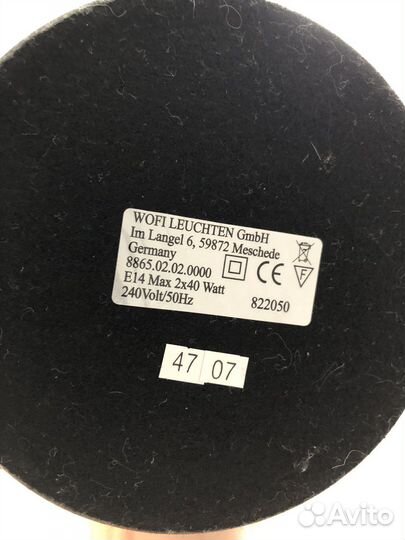 WOFI LEUCHTEN GmbH
Im Langel 6, 59872 Meschede
Germany
8865.02.02.0000 CE F
E14 Max 2x40 Watt
240Volt/50Hz 822050
47 07
Avito